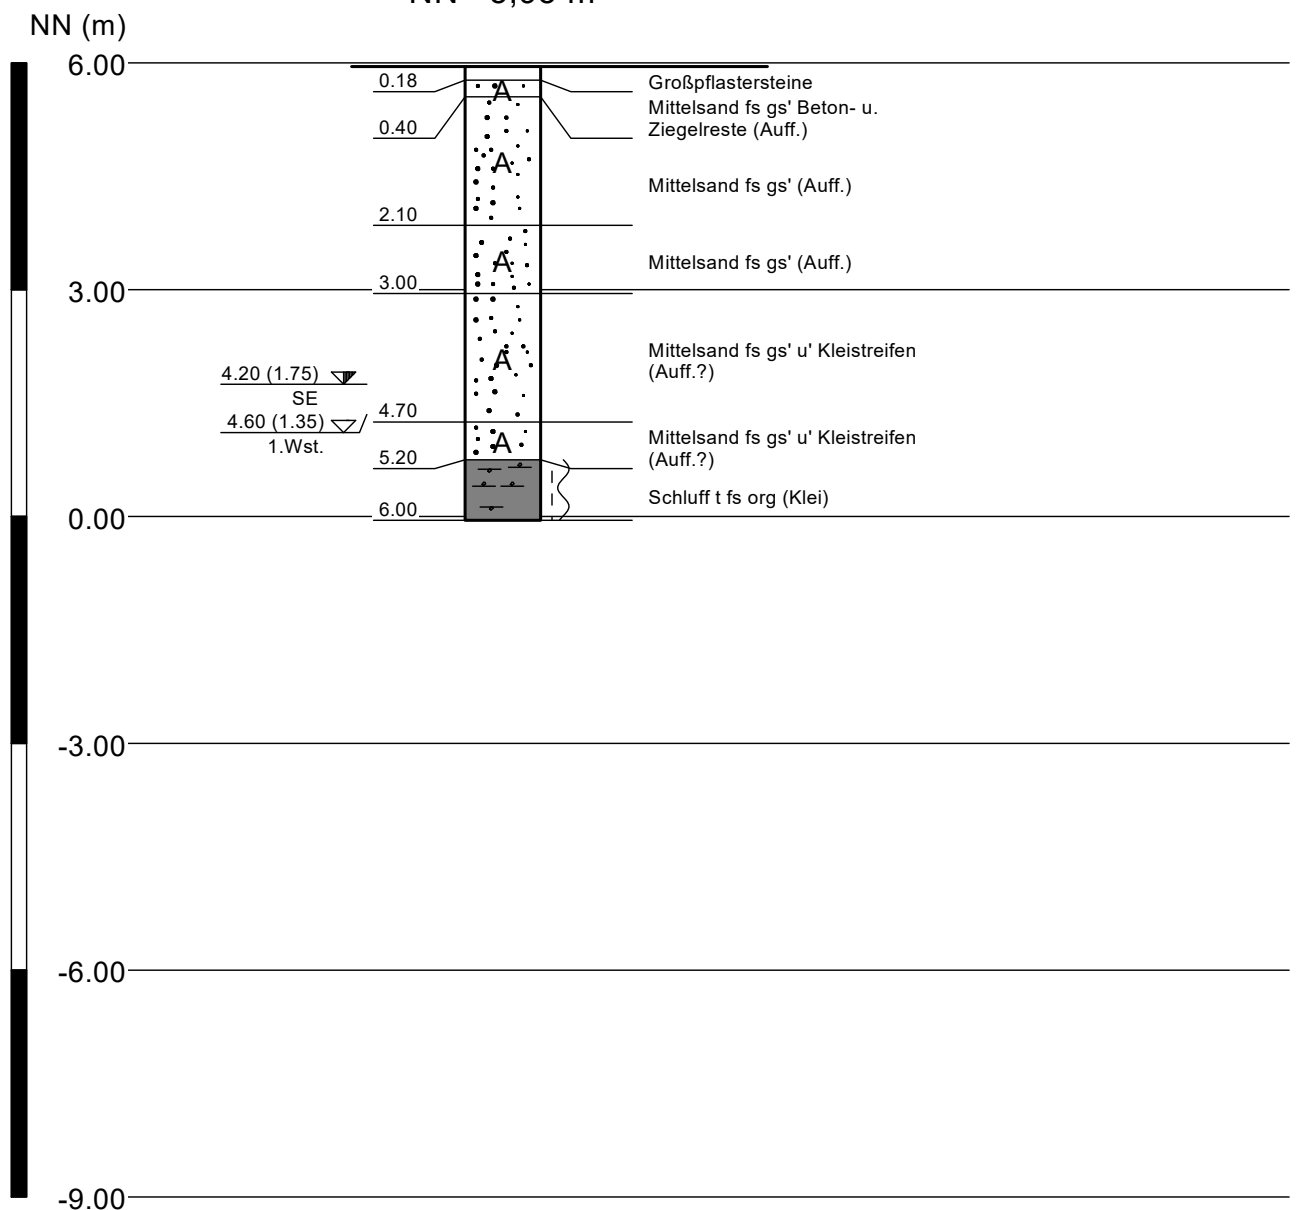 NN (m)
6.00
0.18
Großpflastersteine
A
Mittelsand fs gs' Beton- u.
Ziegelreste (Auff.)
0.40
A
Mittelsand fs gs' (Auff.)
2.10
A
Mittelsand fs gs' (Auff.)
3.00
3.00
A
Mittelsand fs gs' u' Kleistreifen
(Auff.?)
4.20 (1.75)
SE
4.70
4.60 (1.35)
1.Wst.
A
Mittelsand fs gs' u' Kleistreifen
(Auff.?)
5.20
Schluff t fs org (Klei)
6.00
0.00
-3.00
-6.00
-9.00